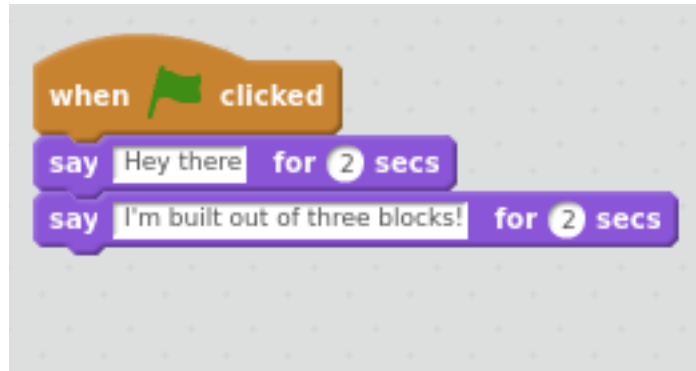 when clicked
say Hey there for 2 secs
say I'm built out of three blocks! for 2 secs